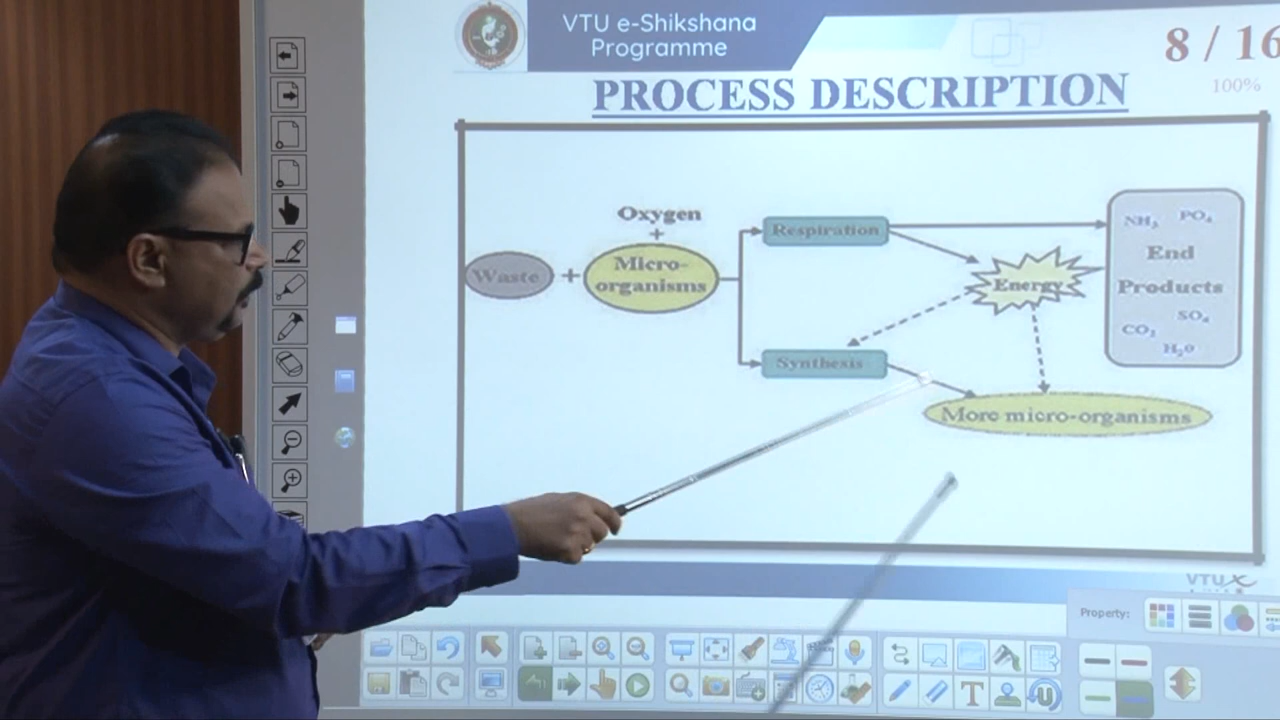 VTU e-Shikshana
Programme
8 / 16
100%
PROCESS DESCRIPTION
Oxygen
+
Waste
+
Micro-
organisms
Respiration
Synthesis
Energy
More micro-organisms
NH3 PO4
End
Products
SO4
CO2
H2O
VTU
Property:
T